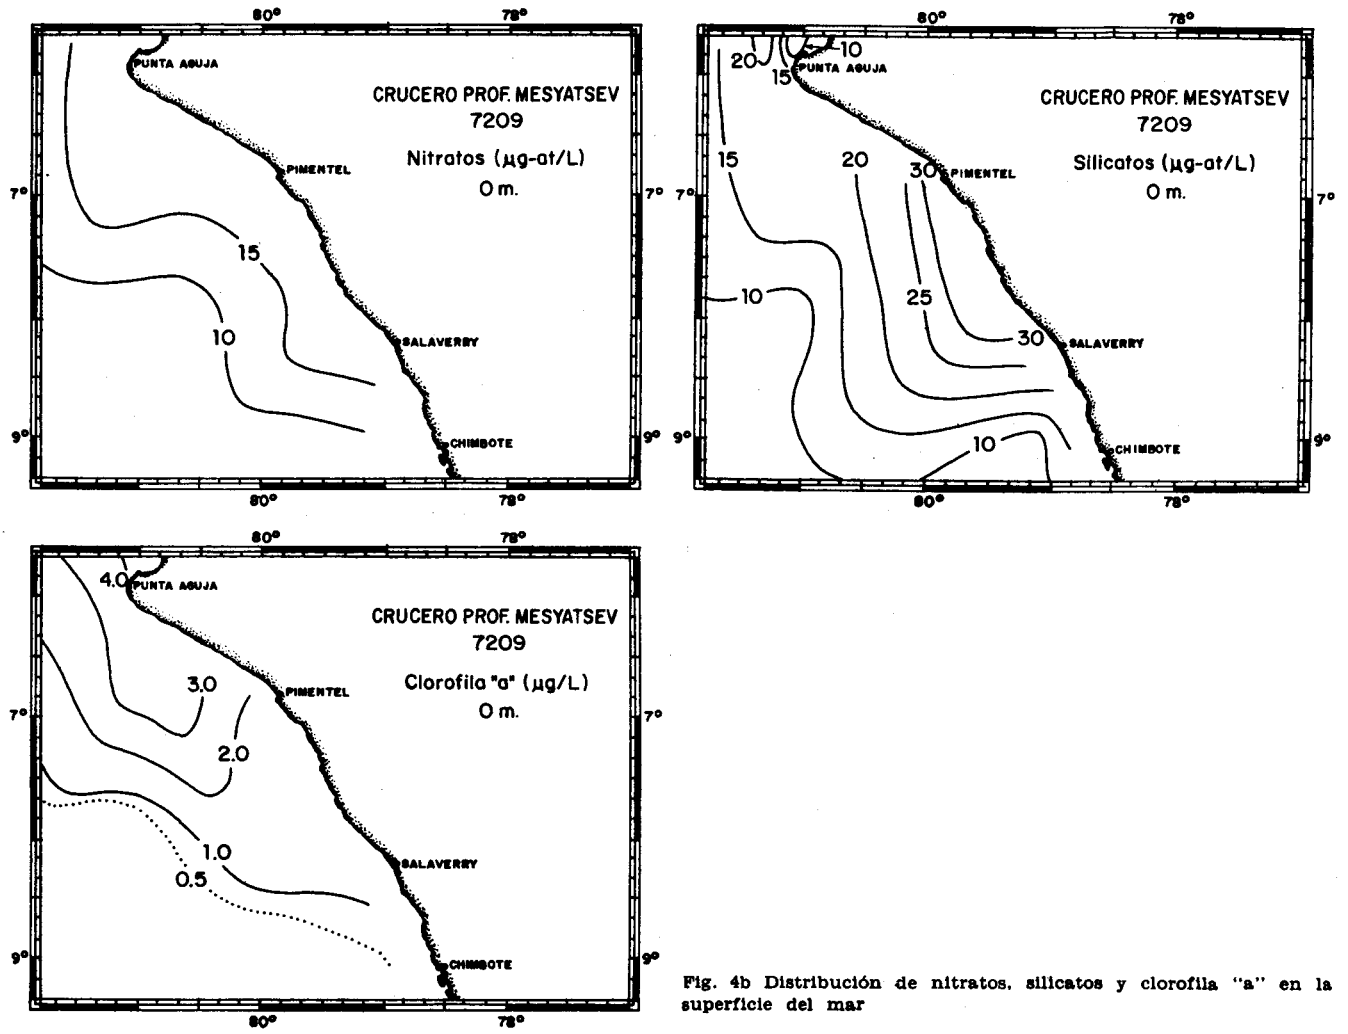 80° 78°
PUNTA AGUJA
CRUCERO PROF. MESYATSEV
7209
Nitratos (µg-at/L)
0 m.
PIMENTEL
7° 7°
15
10
SALAVERRY
9°
CHIMBOTE
80° 78°
80° 78°
20 15 10
PUNTA AGUJA
CRUCERO PROF. MESYATSEV
7209
Silicatos (µg-at/L)
0 m.
15 20 30
PIMENTEL
7° 7°
10 25
30
SALAVERRY
9° 9°
10
CHIMBOTE
80° 78°
80° 78°
4.0
PUNTA AGUJA
CRUCERO PROF. MESYATSEV
7209
Clorofila "a" (µg/L)
0 m.
3.0
PIMENTEL
7° 7°
2.0
1.0
0.5
SALAVERRY
9° 9°
CHIMBOTE
80° 78°
Fig. 4b Distribución de nitratos, silicatos y clorofila “a” en la
superficie del mar